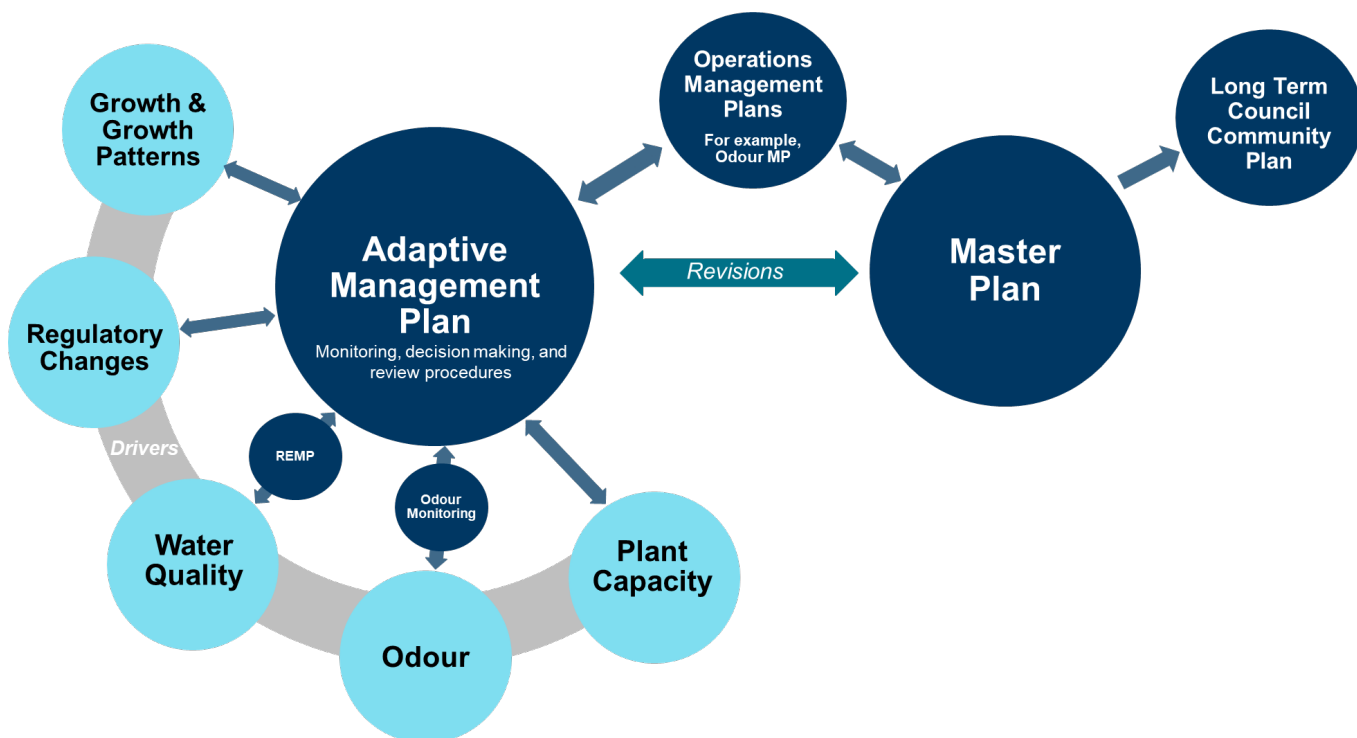 Growth &
Growth
Patterns
Regulatory
Changes
Drivers
Water
Quality
Odour
Plant
Capacity
REMP
Odour
Monitoring
Adaptive
Management
Plan
Monitoring, decision making, and
review procedures
Operations
Management
Plans
For example,
Odour MP
Revisions
Master
Plan
Long Term
Council
Community
Plan